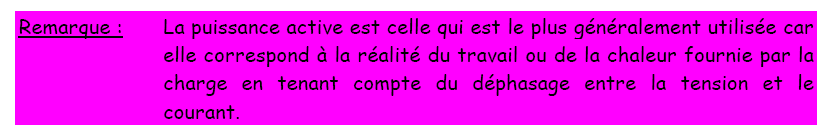 Remarque : La puissance active est celle qui est le plus généralement utilisée car
elle correspond à la réalité du travail ou de la chaleur fournie par la
charge en tenant compte du déphasage entre la tension et le
courant.